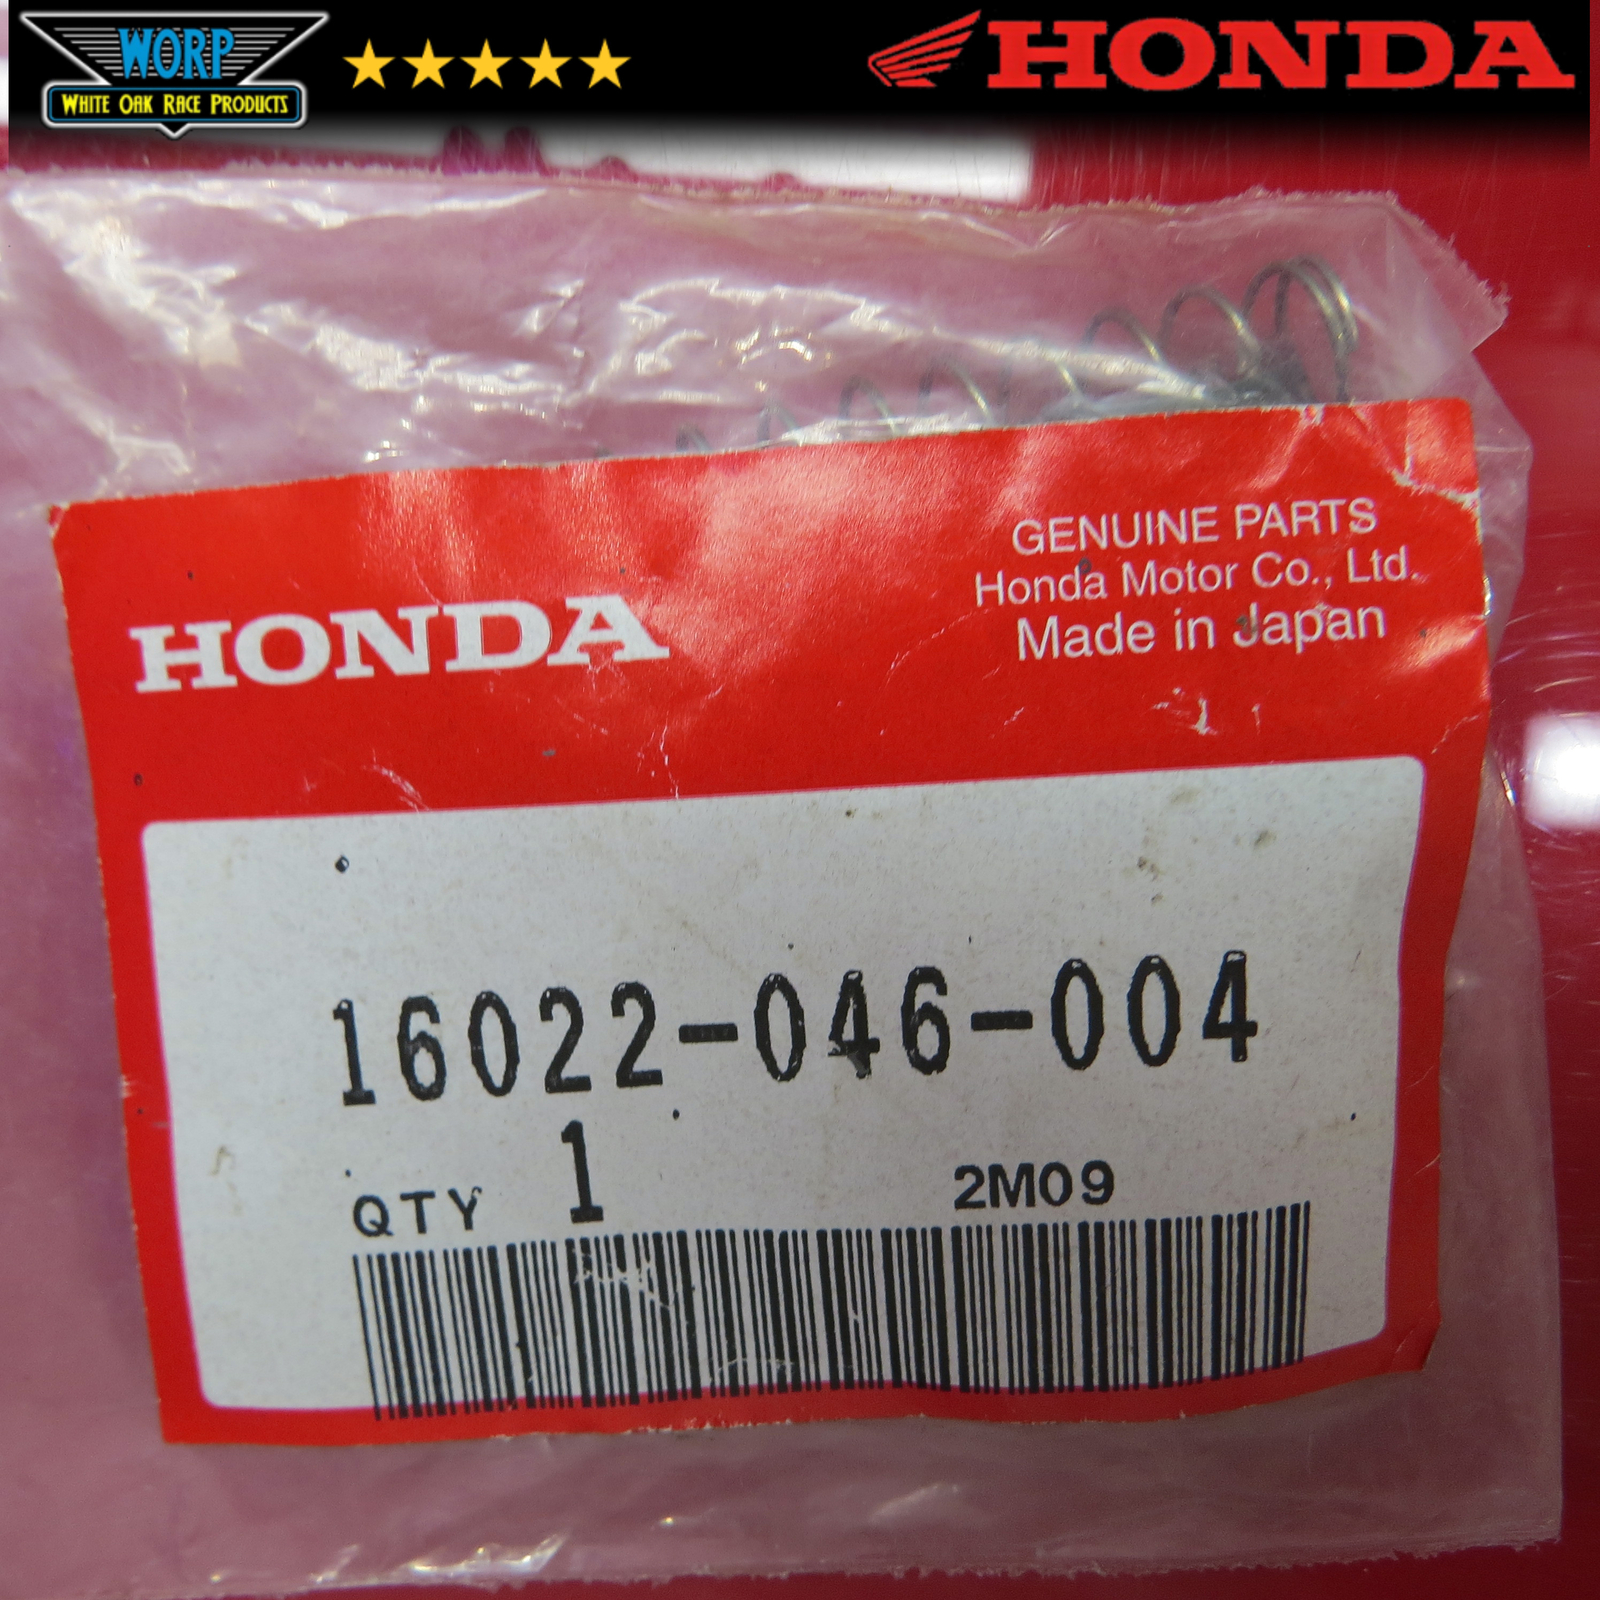 WORP
WHITE OAK RACE PRODUCTS
HONDA
GENUINE PARTS
Honda Motor Co., Ltd.
Made in Japan
HONDA
16022-046-004
QTY 1 2M09